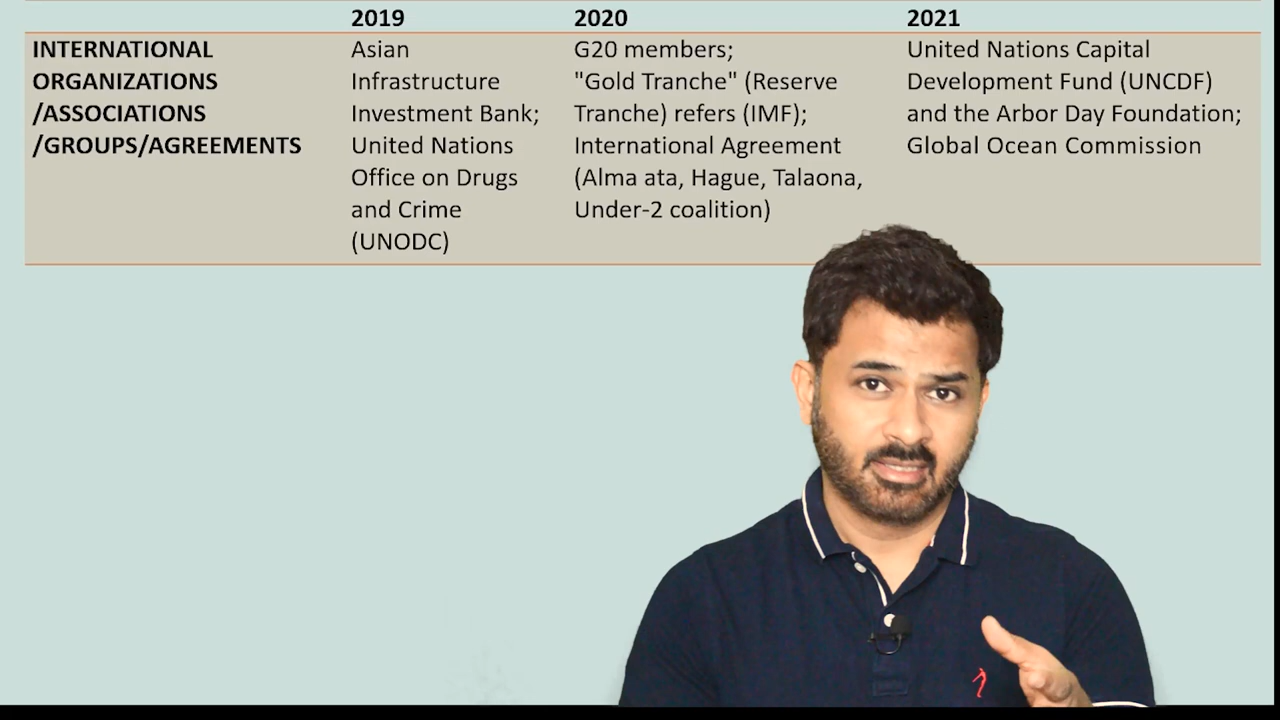 2019 2020 2021
INTERNATIONAL
ORGANIZATIONS
/ASSOCIATIONS
/GROUPS/AGREEMENTS
Asian
Infrastructure
Investment Bank;
United Nations
Office on Drugs
and Crime
(UNODC)
G20 members;
"Gold Tranche" (Reserve
Tranche) refers (IMF);
International Agreement
(Alma ata, Hague, Talaona,
Under-2 coalition)
United Nations Capital
Development Fund (UNCDF)
and the Arbor Day Foundation;
Global Ocean Commission